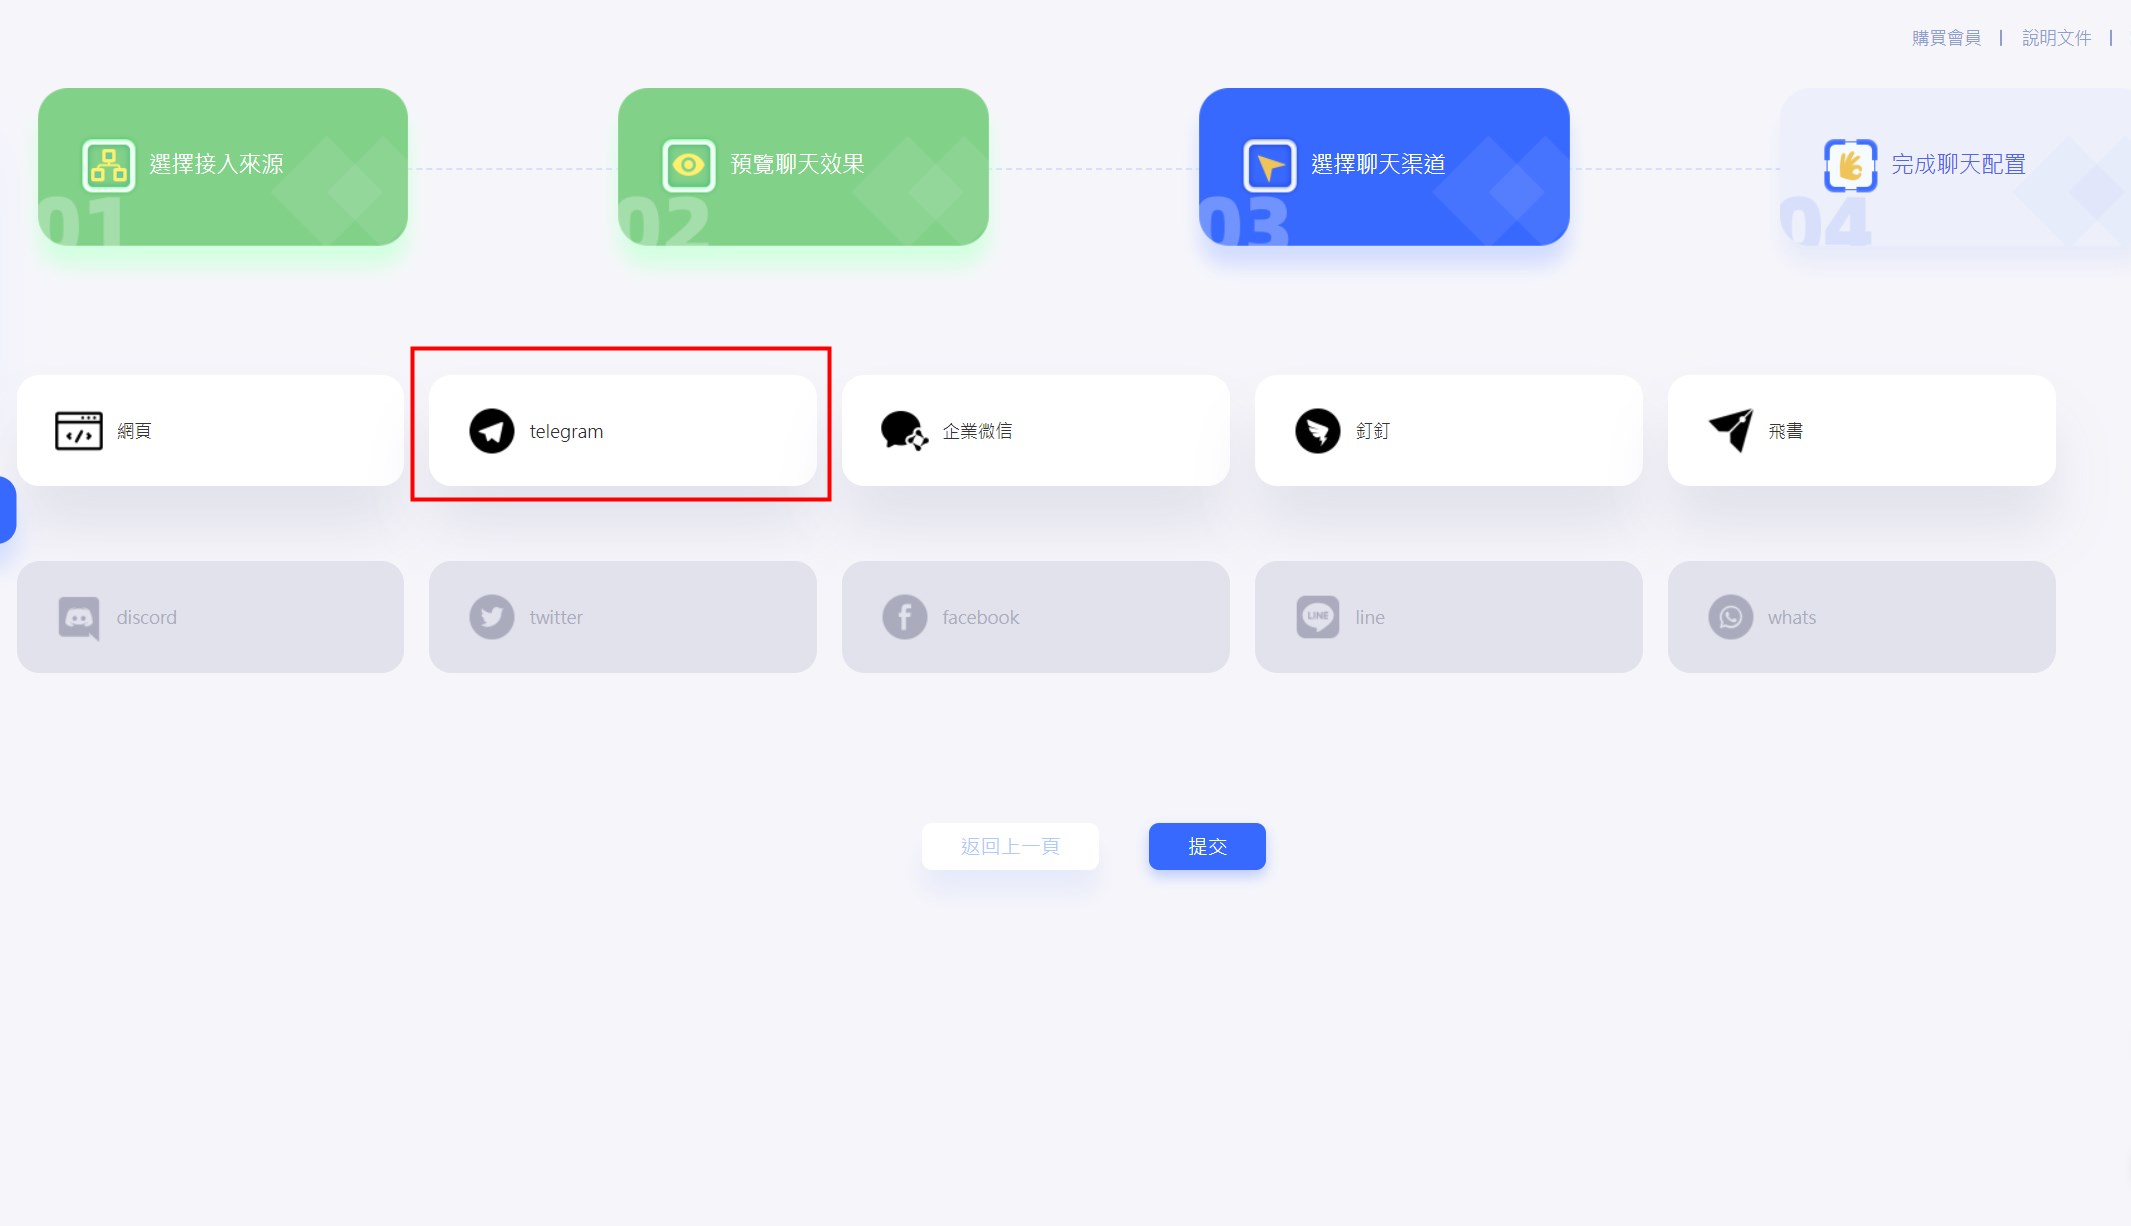 購買會員 | 說明文件 |
選擇接入來源
01
預覽聊天效果
02
選擇聊天渠道
03
完成聊天配置
04
網頁
telegram
企業微信
釘釘
飛書
discord
twitter
facebook
LINE
line
whats
返回上一頁
提交